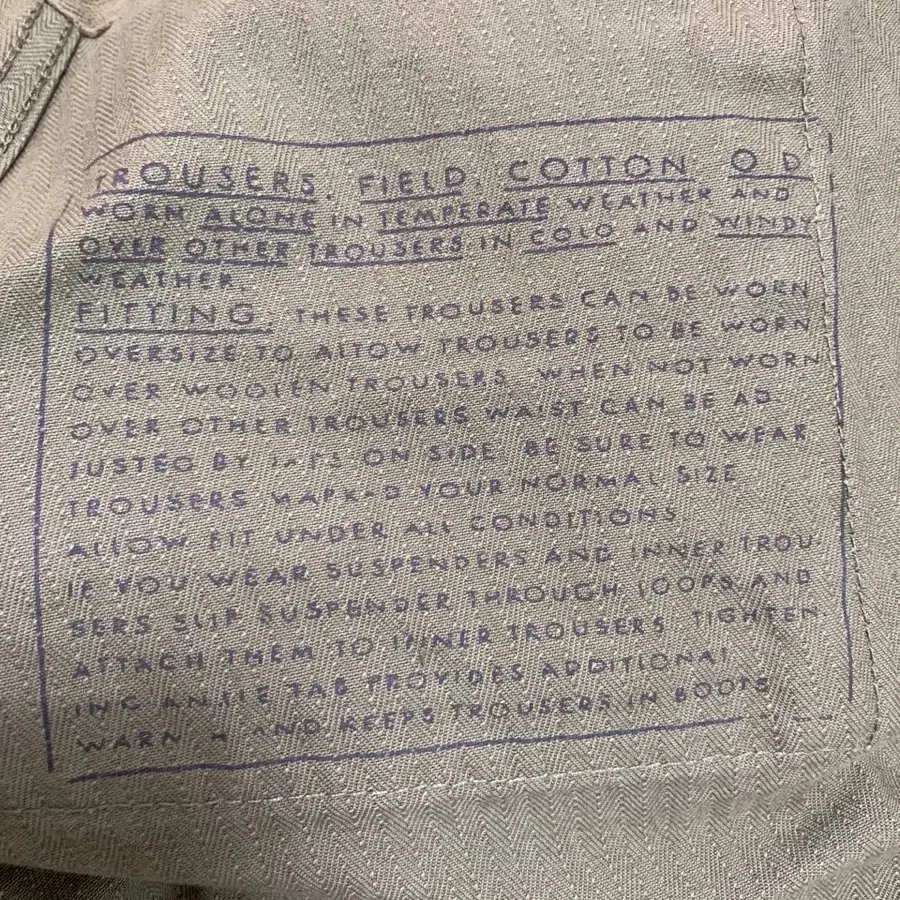 TROUSERS. FIELD. COTTON O D
WORN ALONE IN TEMPERATE WEATHER AND
OVER OTHER TROUSERS IN COLD AND WINDY
WEATHER.
FITTING. THESE TROUSERS CAN BE WORN
OVERSIZE TO ALLOW TROUSERS TO BE WORN
OVER WOOLEN TROUSERS WHEN NOT WORN
OVER OTHER TROUSERS WAIST CAN BE AD
JUSTED BY ON SIDE BE SURE TO WEAR
TROUSERS MARK-D YOUR NORMAL SIZE
ALLOW FIT UNDER ALL CONDITIONS
IF YOU WEAR SUSPENDERS AND INNER TROU
SERS SLIP SUSPENDER THROUGH LOOPS AND
ATTACH THEM TO INNER TROUSERS TIGHTEN
ING ANKLE TAB PROVIDES ADDITIONAL
AND KEEPS TROUSERS IN BOOTS